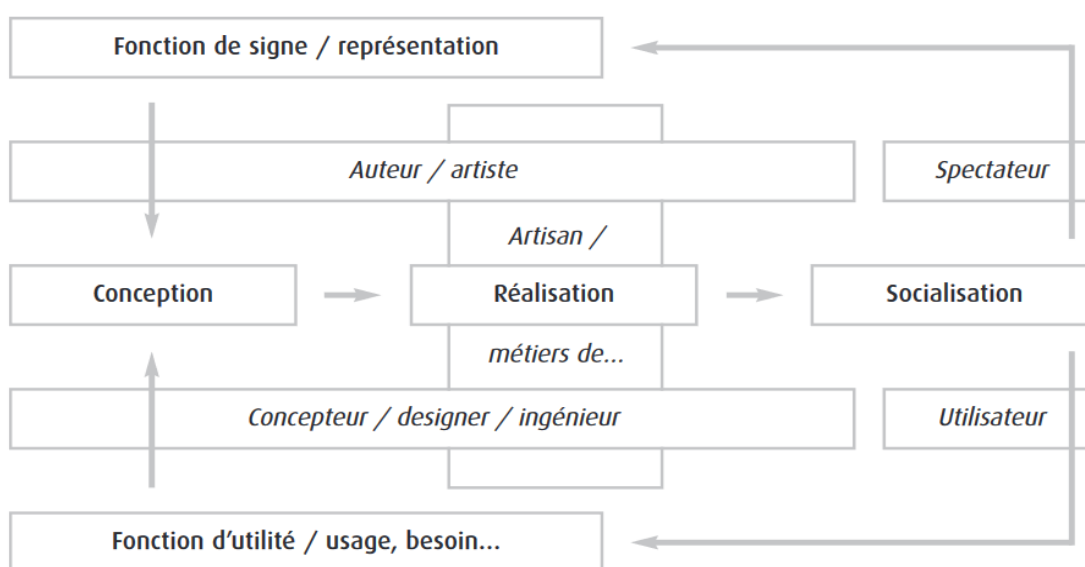 Fonction de signe / représentation
Auteur / artiste
Spectateur
Artisan /
Conception
Réalisation
Socialisation
métiers de...
Concepteur / designer / ingénieur
Utilisateur
Fonction d'utilité / usage, besoin...